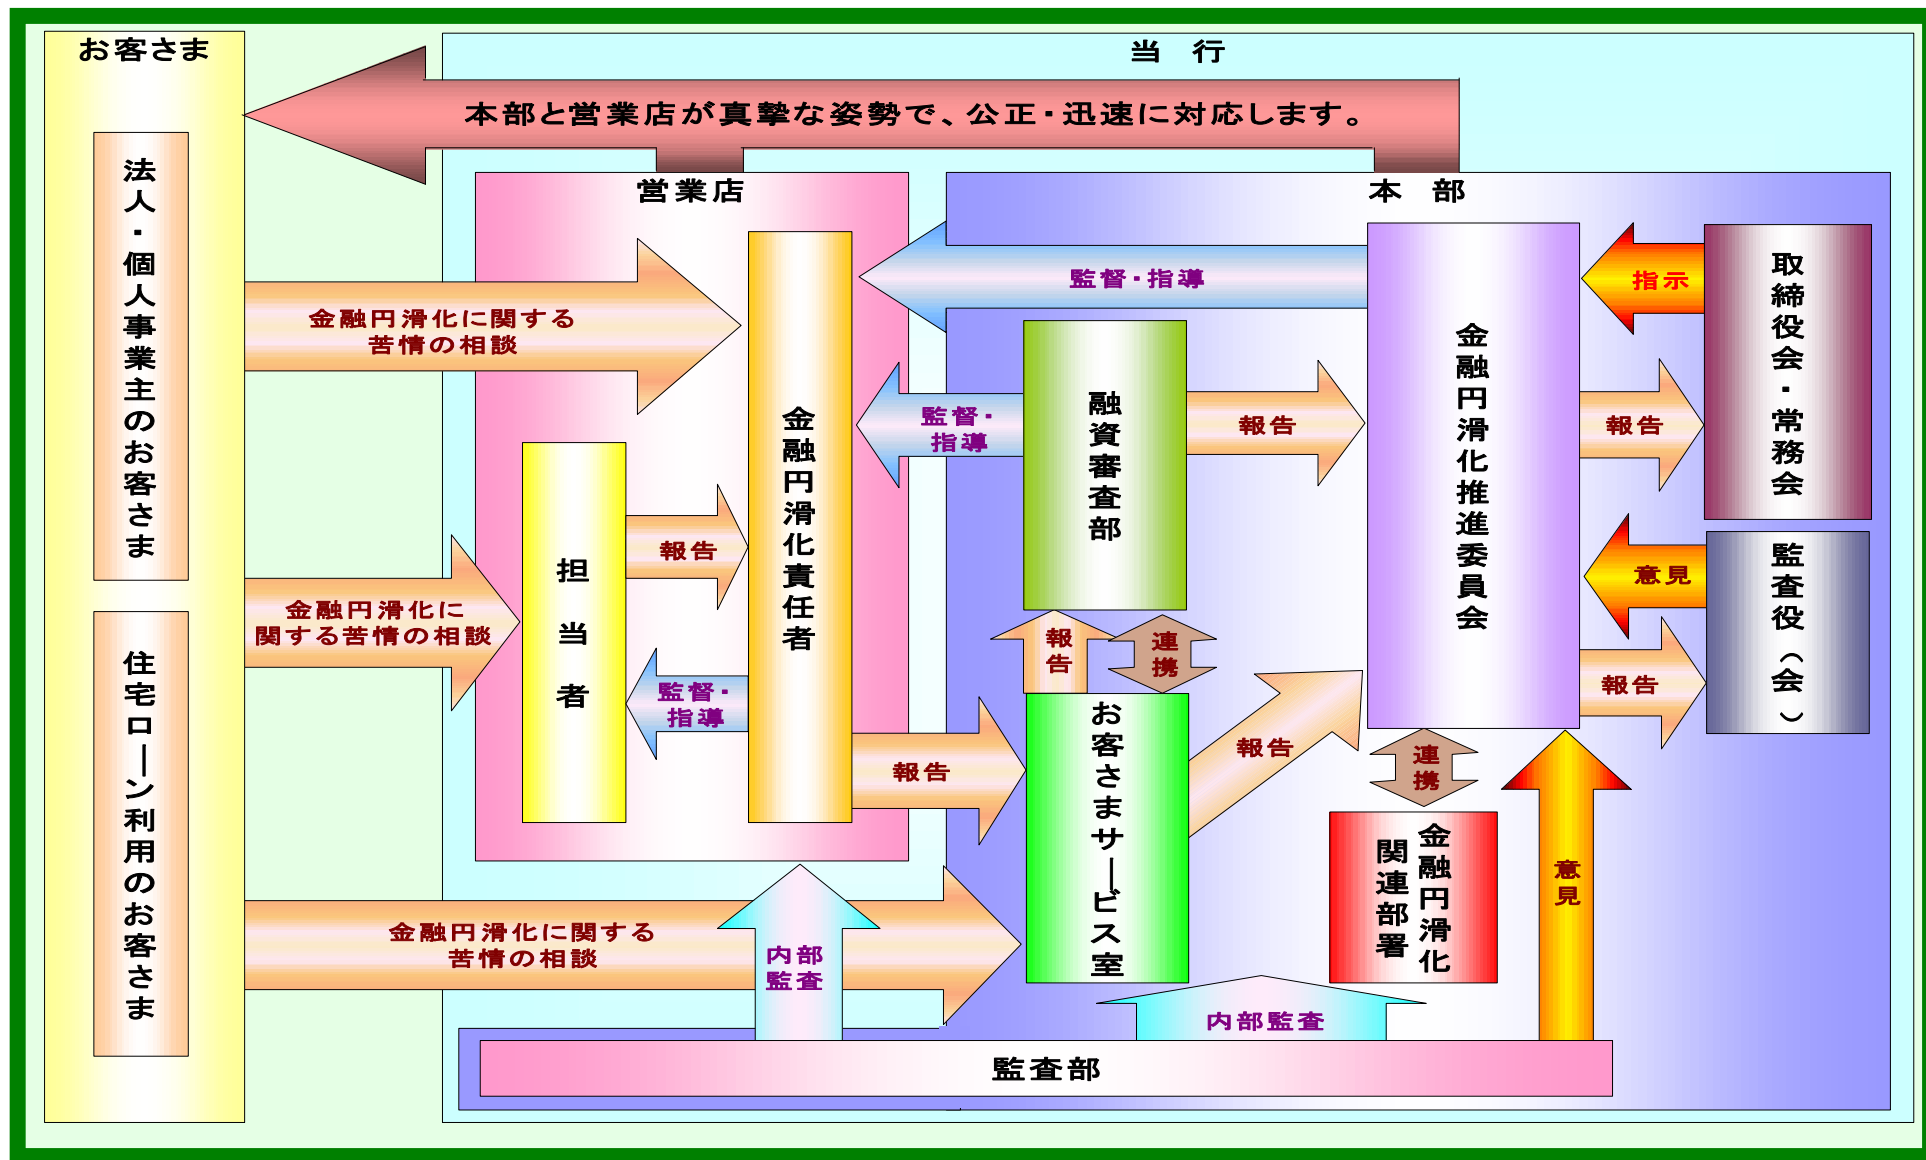 お客さま
当 行
本部と営業店が真摯な姿勢で、公正・迅速に対応します。
法人・個人事業主のお客さま
住宅ローン利用のお客さま
営業店
本 部
金融円滑化に関する
苦情の相談
金融円滑化に
関する苦情の相談
金融円滑化に関する
苦情の相談
担当者
報告
監督・
指導
金融円滑化責任者
監督・指導
監督・
指導
報告
融資審査部
報告
報告
連携
お客さまサービス室
報告
金融円滑化推進委員会
連携
金融円滑化
関連部署
指示
報告
取締役会・常務会
意見
報告
監査役（会）
意見
内部
監査
内部監査
監査部